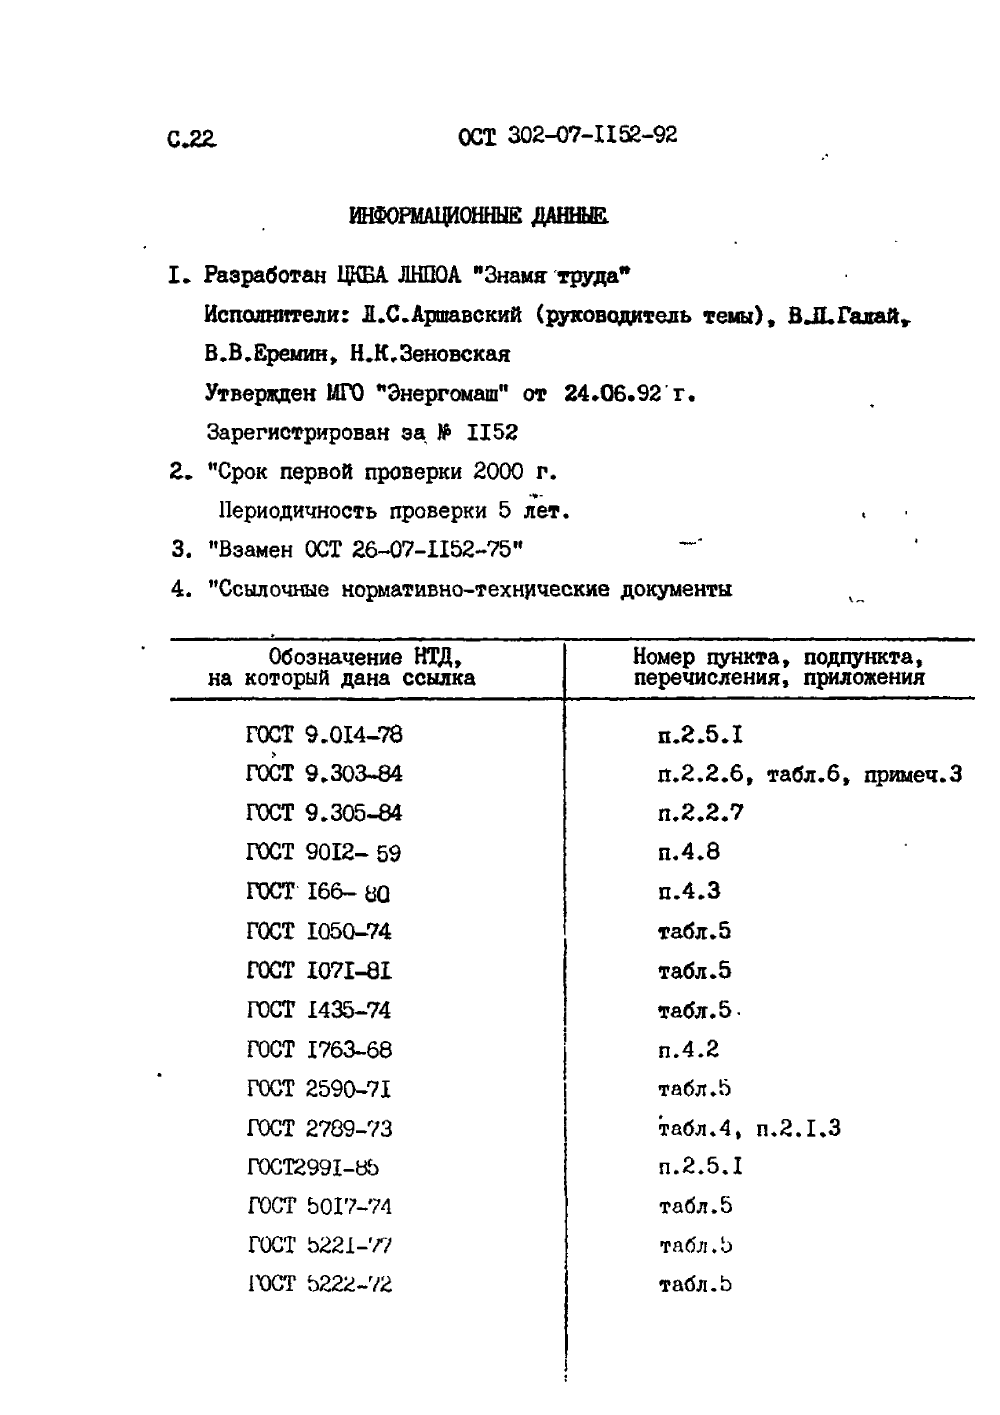 С.22 ОСТ 302-07-II52-92
ИНФОРМАЦИОННЫЕ ДАННЫЕ
I. Разработан ЦКБА ЛНПОА "Знамя труда"
Исполнители: Л.С.Аршавский (руководитель темы), В.Л.Галай,
В.В.Еремин, Н.К.Зеновская
Утвержден МГО "Энергомаш" от 24.06.92 г.
Зарегистрирован за № II52
2. "Срок первой проверки 2000 г.
Периодичность проверки 5 лет.
3. "Взамен ОСТ 26-07-II52-75"
4. "Ссылочные нормативно-технические документы
Обозначение НТД, Номер пункта, подпункта,
на который дана ссылка перечисления, приложения
ГОСТ 9.0I4-78 п.2.5.I
ГОСТ 9.303-84 п.2.2.6, табл.6, примеч.3
ГОСТ 9.305-84 п.2.2.7
ГОСТ 90I2- 59 п.4.8
ГОСТ I66- 80 п.4.3
ГОСТ I050-74 табл.5
ГОСТ I07I-8I табл.5
ГОСТ I435-74 табл.5
ГОСТ I763-68 п.4.2
ГОСТ 2590-7I табл.5
ГОСТ 2789-73 табл.4, п.2.I.3
ГОСТ299I-85 п.2.5.I
ГОСТ 50I7-74 табл.5
ГОСТ 522I-77 табл.5
ГОСТ 5222-72 табл.5